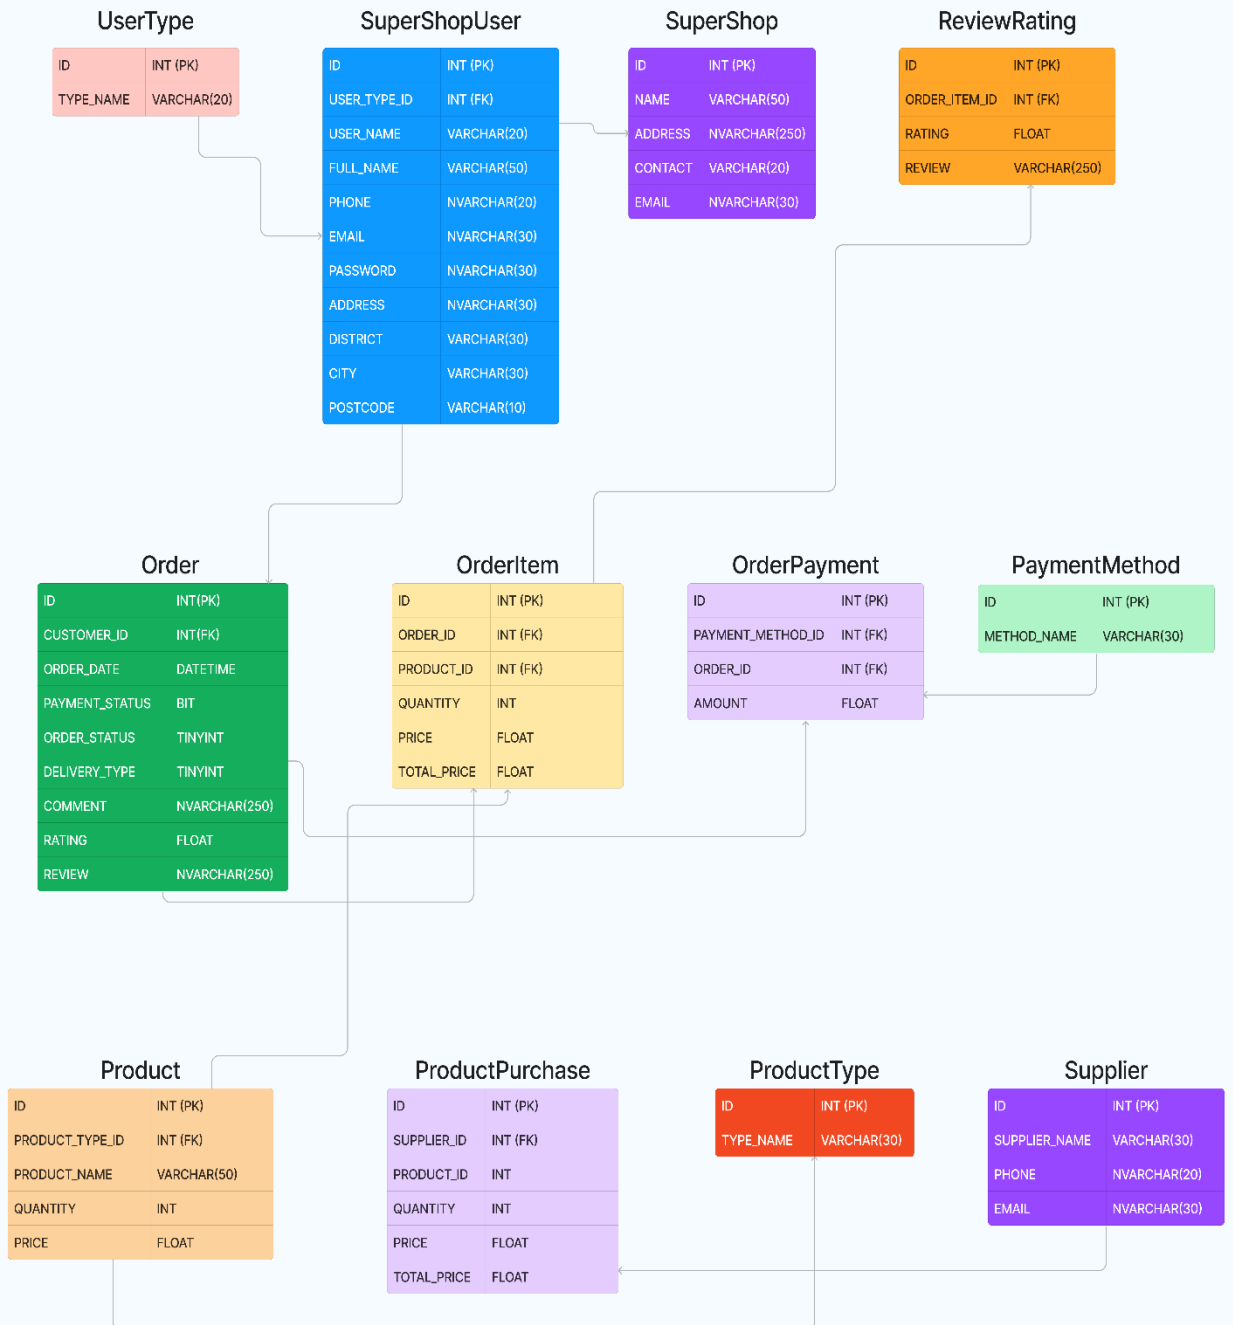 UserType
ID INT (PK)
TYPE_NAME VARCHAR(20)
SuperShopUser
ID INT (PK)
USER_TYPE_ID INT (FK)
USER_NAME VARCHAR(20)
FULL_NAME VARCHAR(50)
PHONE NVARCHAR(20)
EMAIL NVARCHAR(30)
PASSWORD NVARCHAR(30)
ADDRESS NVARCHAR(30)
DISTRICT VARCHAR(30)
CITY VARCHAR(30)
POSTCODE VARCHAR(10)
SuperShop
ID INT (PK)
NAME VARCHAR(50)
ADDRESS NVARCHAR(250)
CONTACT VARCHAR(20)
EMAIL NVARCHAR(30)
ReviewRating
ID INT (PK)
ORDER_ITEM_ID INT (FK)
RATING FLOAT
REVIEW VARCHAR(250)
Order
ID INT(PK)
CUSTOMER_ID INT(FK)
ORDER_DATE DATETIME
PAYMENT_STATUS BIT
ORDER_STATUS TINYINT
DELIVERY_TYPE TINYINT
COMMENT NVARCHAR(250)
RATING FLOAT
REVIEW NVARCHAR(250)
OrderItem
ID INT (PK)
ORDER_ID INT (FK)
PRODUCT_ID INT (FK)
QUANTITY INT
PRICE FLOAT
TOTAL_PRICE FLOAT
OrderPayment
ID INT (PK)
PAYMENT_METHOD_ID INT (FK)
ORDER_ID INT (FK)
AMOUNT FLOAT
PaymentMethod
ID INT (PK)
METHOD_NAME VARCHAR(30)
Product
ID INT (PK)
PRODUCT_TYPE_ID INT (FK)
PRODUCT_NAME VARCHAR(50)
QUANTITY INT
PRICE FLOAT
ProductPurchase
ID INT (PK)
SUPPLIER_ID INT (FK)
PRODUCT_ID INT
QUANTITY INT
PRICE FLOAT
TOTAL_PRICE FLOAT
ProductType
ID INT (PK)
TYPE_NAME VARCHAR(30)
Supplier
ID INT (PK)
SUPPLIER_NAME VARCHAR(30)
PHONE NVARCHAR(20)
EMAIL NVARCHAR(30)